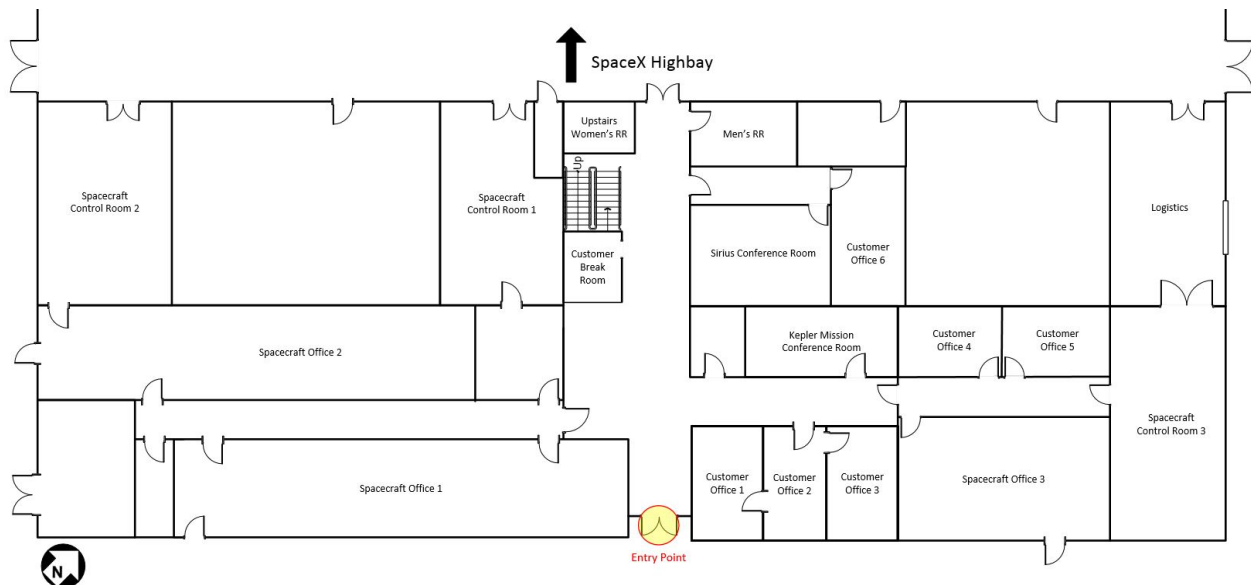 SpaceX Highbay
Upstairs
Women's RR
Men's RR
Up
Spacecraft
Control Room 2
Spacecraft
Control Room 1
Logistics
Customer
Break
Room
Sirius Conference Room
Customer
Office 6
Spacecraft Office 2
Kepler Mission
Conference Room
Customer
Office 4
Customer
Office 5
Spacecraft
Control Room 3
Spacecraft Office 1
Customer
Office 1
Customer
Office 2
Customer
Office 3
Spacecraft Office 3
Entry Point
N